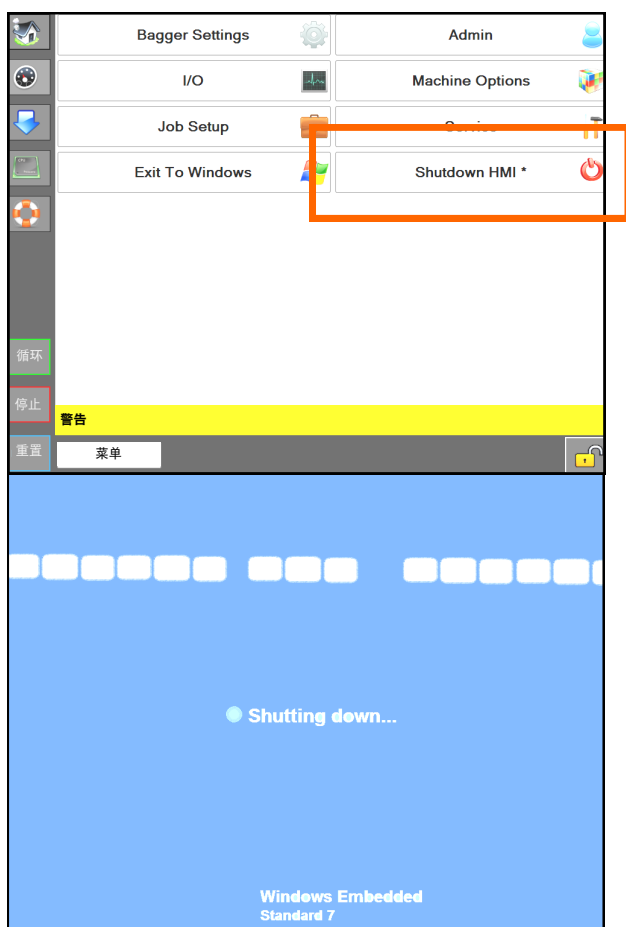 Bagger Settings
Admin
I/O
Machine Options
Job Setup
Service
Exit To Windows
Shutdown HMI *
循环
停止
警告
重置
菜单
Shutting down...
Windows Embedded
Standard 7